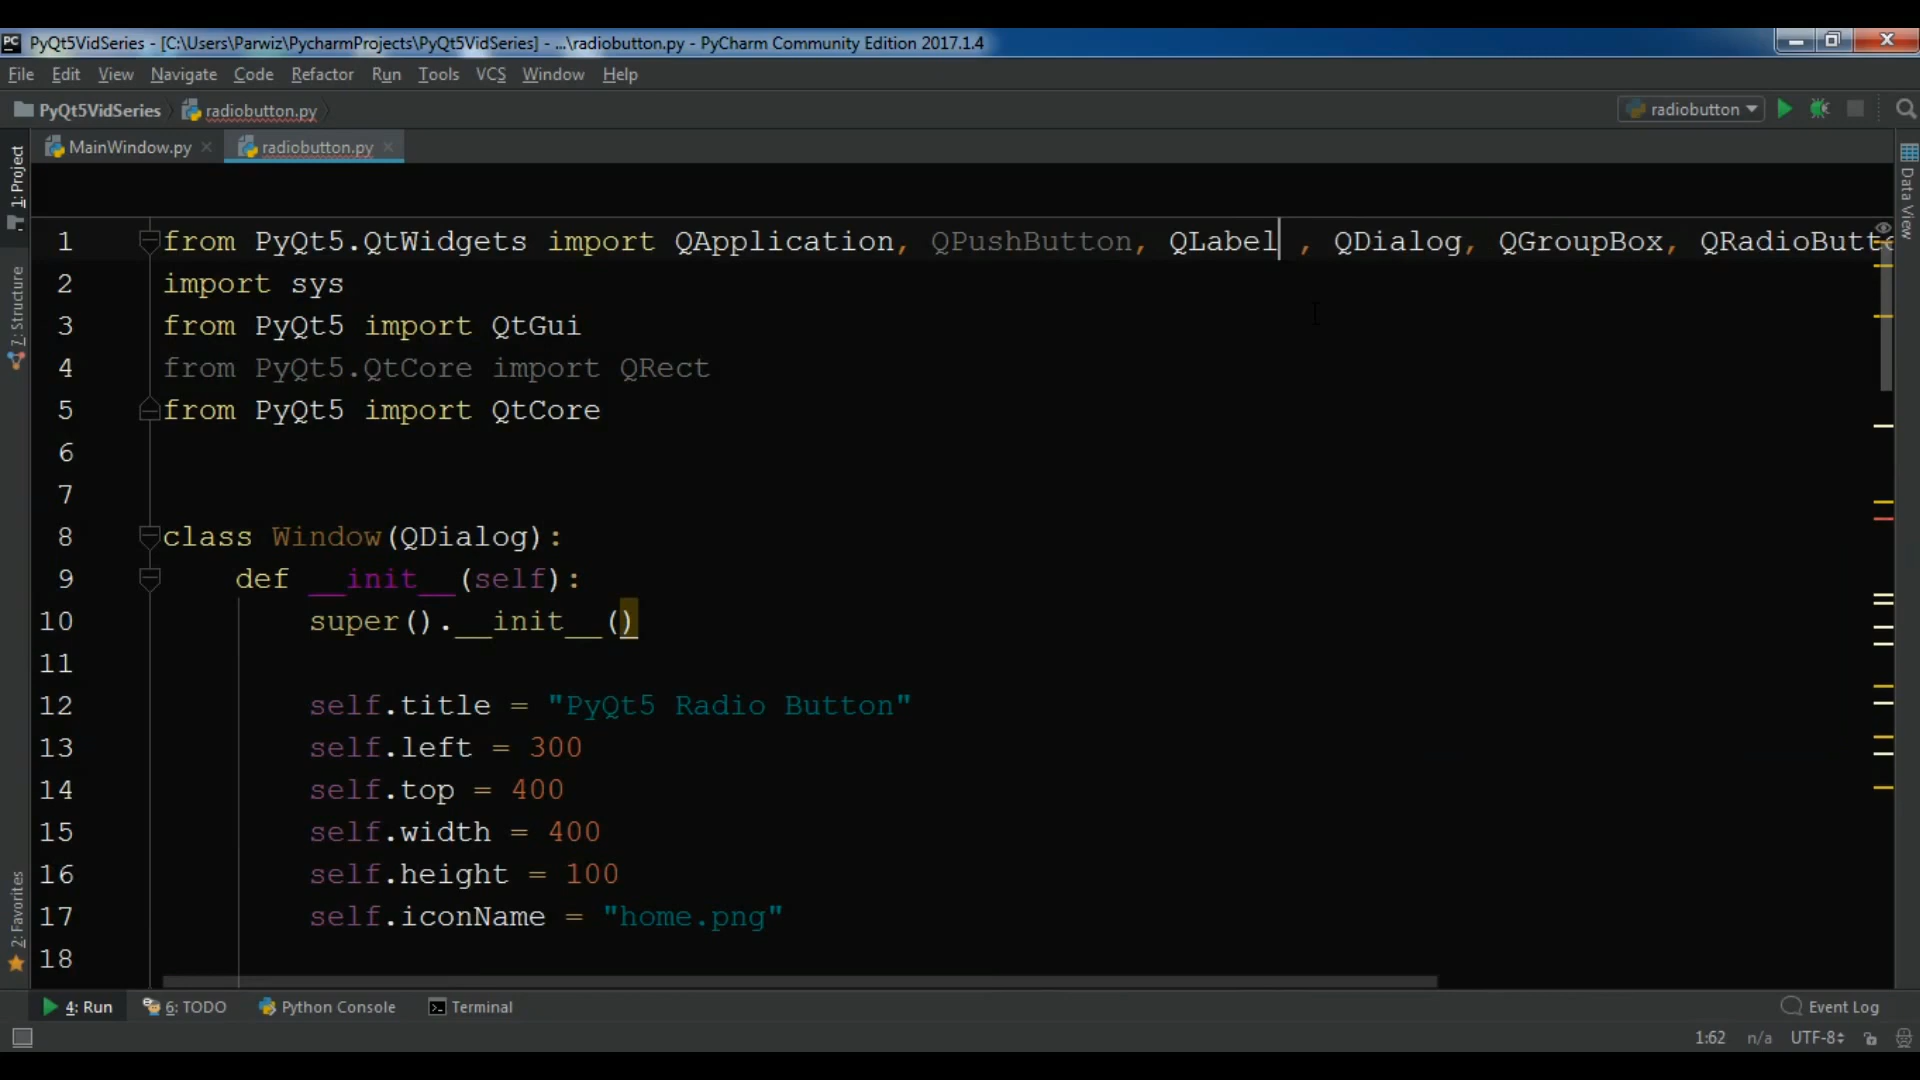 PC PyQt5VidSeries - [C:\Users\Parwiz\PycharmProjects\PyQt5VidSeries] - ...\radiobutton.py - PyCharm Community Edition 2017.1.4
File Edit View Navigate Code Refactor Run Tools VCS Window Help
PyQt5VidSeries radiobutton.py radiobutton
MainWindow.py radiobutton.py
1: Project
7: Structure
2: Favorites
Data View
1 from PyQt5.QtWidgets import QApplication, QPushButton, QLabel , QDialog, QGroupBox, QRadioButt
2 import sys
3 from PyQt5 import QtGui
4 from PyQt5.QtCore import QRect
5 from PyQt5 import QtCore
6
7
8 class Window(QDialog):
9 def __init__(self):
10 super().__init__()
11
12 self.title = "PyQt5 Radio Button"
13 self.left = 300
14 self.top = 400
15 self.width = 400
16 self.height = 100
17 self.iconName = "home.png"
18
4: Run 6: TODO Python Console Terminal Event Log
1:62 n/a UTF-8